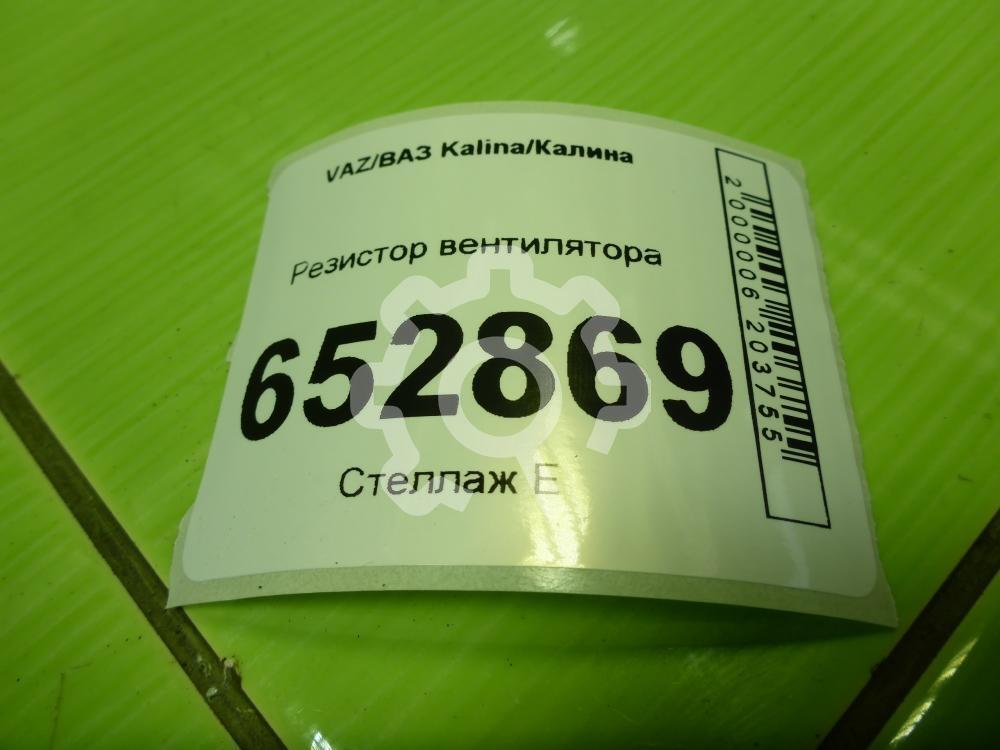 VAZ/ВАЗ Kalina/Калина
Резистор вентилятора
652869
Стеллаж Е
2000006203755